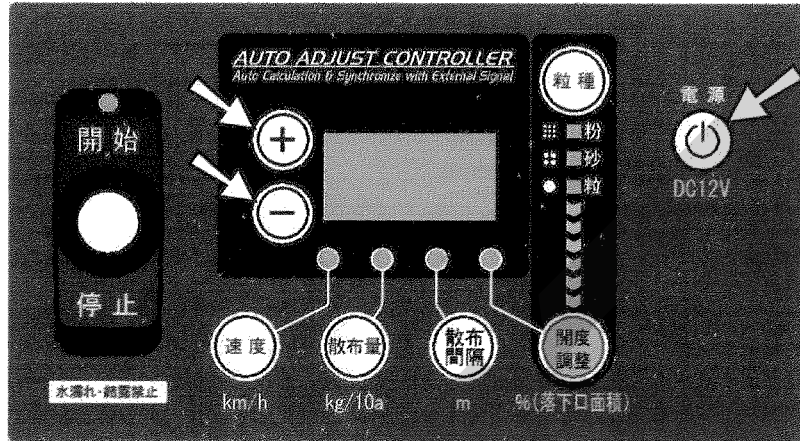 AUTO ADJUST CONTROLLER
Auto Calculation & Synchronize with External Signal
粒種
電源
開始
+
粉
砂
粒
DC12V
−
停止
速度
散布量
散布
間隔
開度
調整
水濡れ・結露禁止
km/h
kg/10a
m
%(落下口面積)